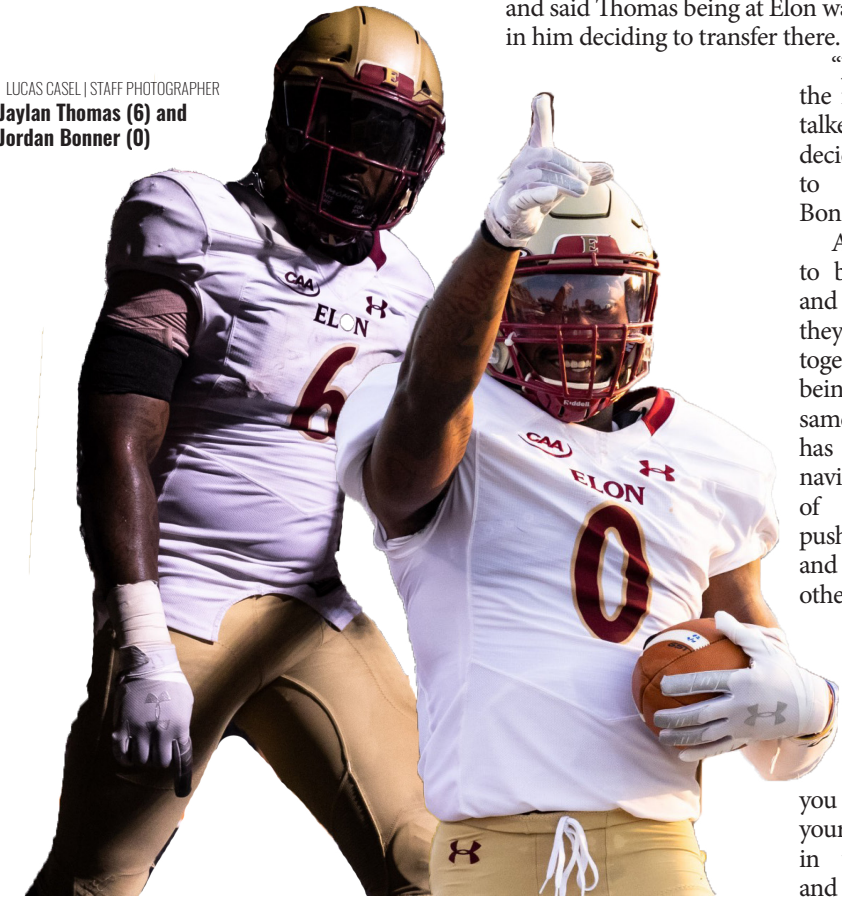 and said Thomas being at Elon
in him deciding to transfer there.
LUCAS CASEL | STAFF PHOTOGRAPHER
Jaylan Thomas (6) and
Jordan Bonner (0)
the
talke
decid
to
Bon
A
to b
and
they
toge
bein
same
has
navi
of
push
and
othe
you
your
in
and
E
CAA
ELON
6
E
Riddell
CAA
ELON
0